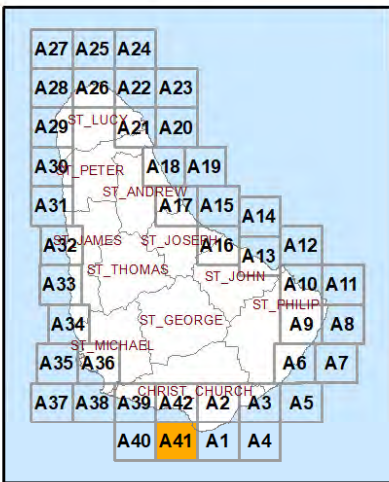 A27 A25 A24
A28 A26 A22 A23
A29 ST_LUCY A21 A20
A30 ST_PETER A18 A19
ST_ANDREW
A31 A17 A15 A14
A32 ST_JAMES ST_JOSEPH A16 A13 A12
ST_THOMAS ST_JOHN
A33 A10 A11
ST_PHILIP
A34 ST_GEORGE A9 A8
ST_MICHAEL
A35 A36 A6 A7
CHRIST_CHURCH
A37 A38 A39 A42 A2 A3 A5
A40 A41 A1 A4